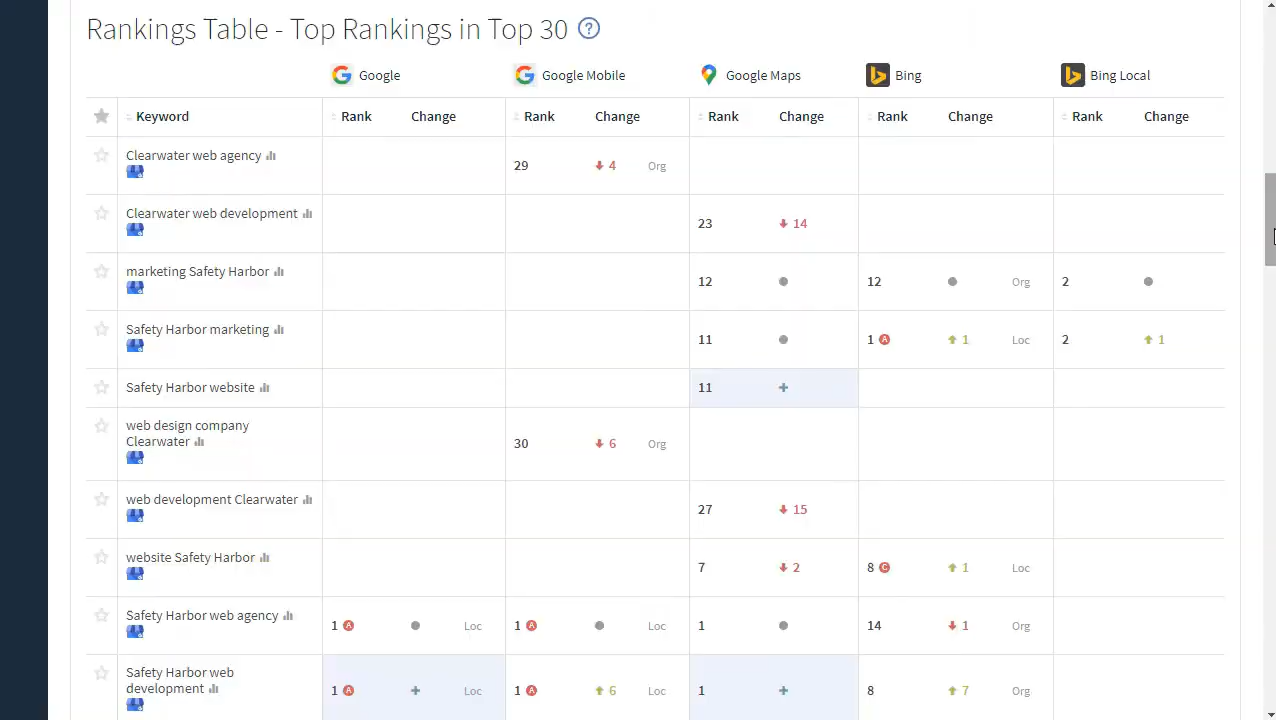 Rankings Table - Top Rankings in Top 30 ?
Google Google Mobile Google Maps Bing Bing Local
Keyword Rank Change Rank Change Rank Change Rank Change Rank Change
Clearwater web agency 29 4 Org
Clearwater web development 23 14
marketing Safety Harbor 12 12 Org 2
Safety Harbor marketing 11 1 A 1 Loc 2 1
Safety Harbor website 11 +
web design company
Clearwater 30 6 Org
web development Clearwater 27 15
website Safety Harbor 7 2 8 C 1 Loc
Safety Harbor web agency 1 A Loc 1 A Loc 1 14 1 Org
Safety Harbor web
development 1 A + Loc 1 A 6 Loc 1 + 8 7 Org